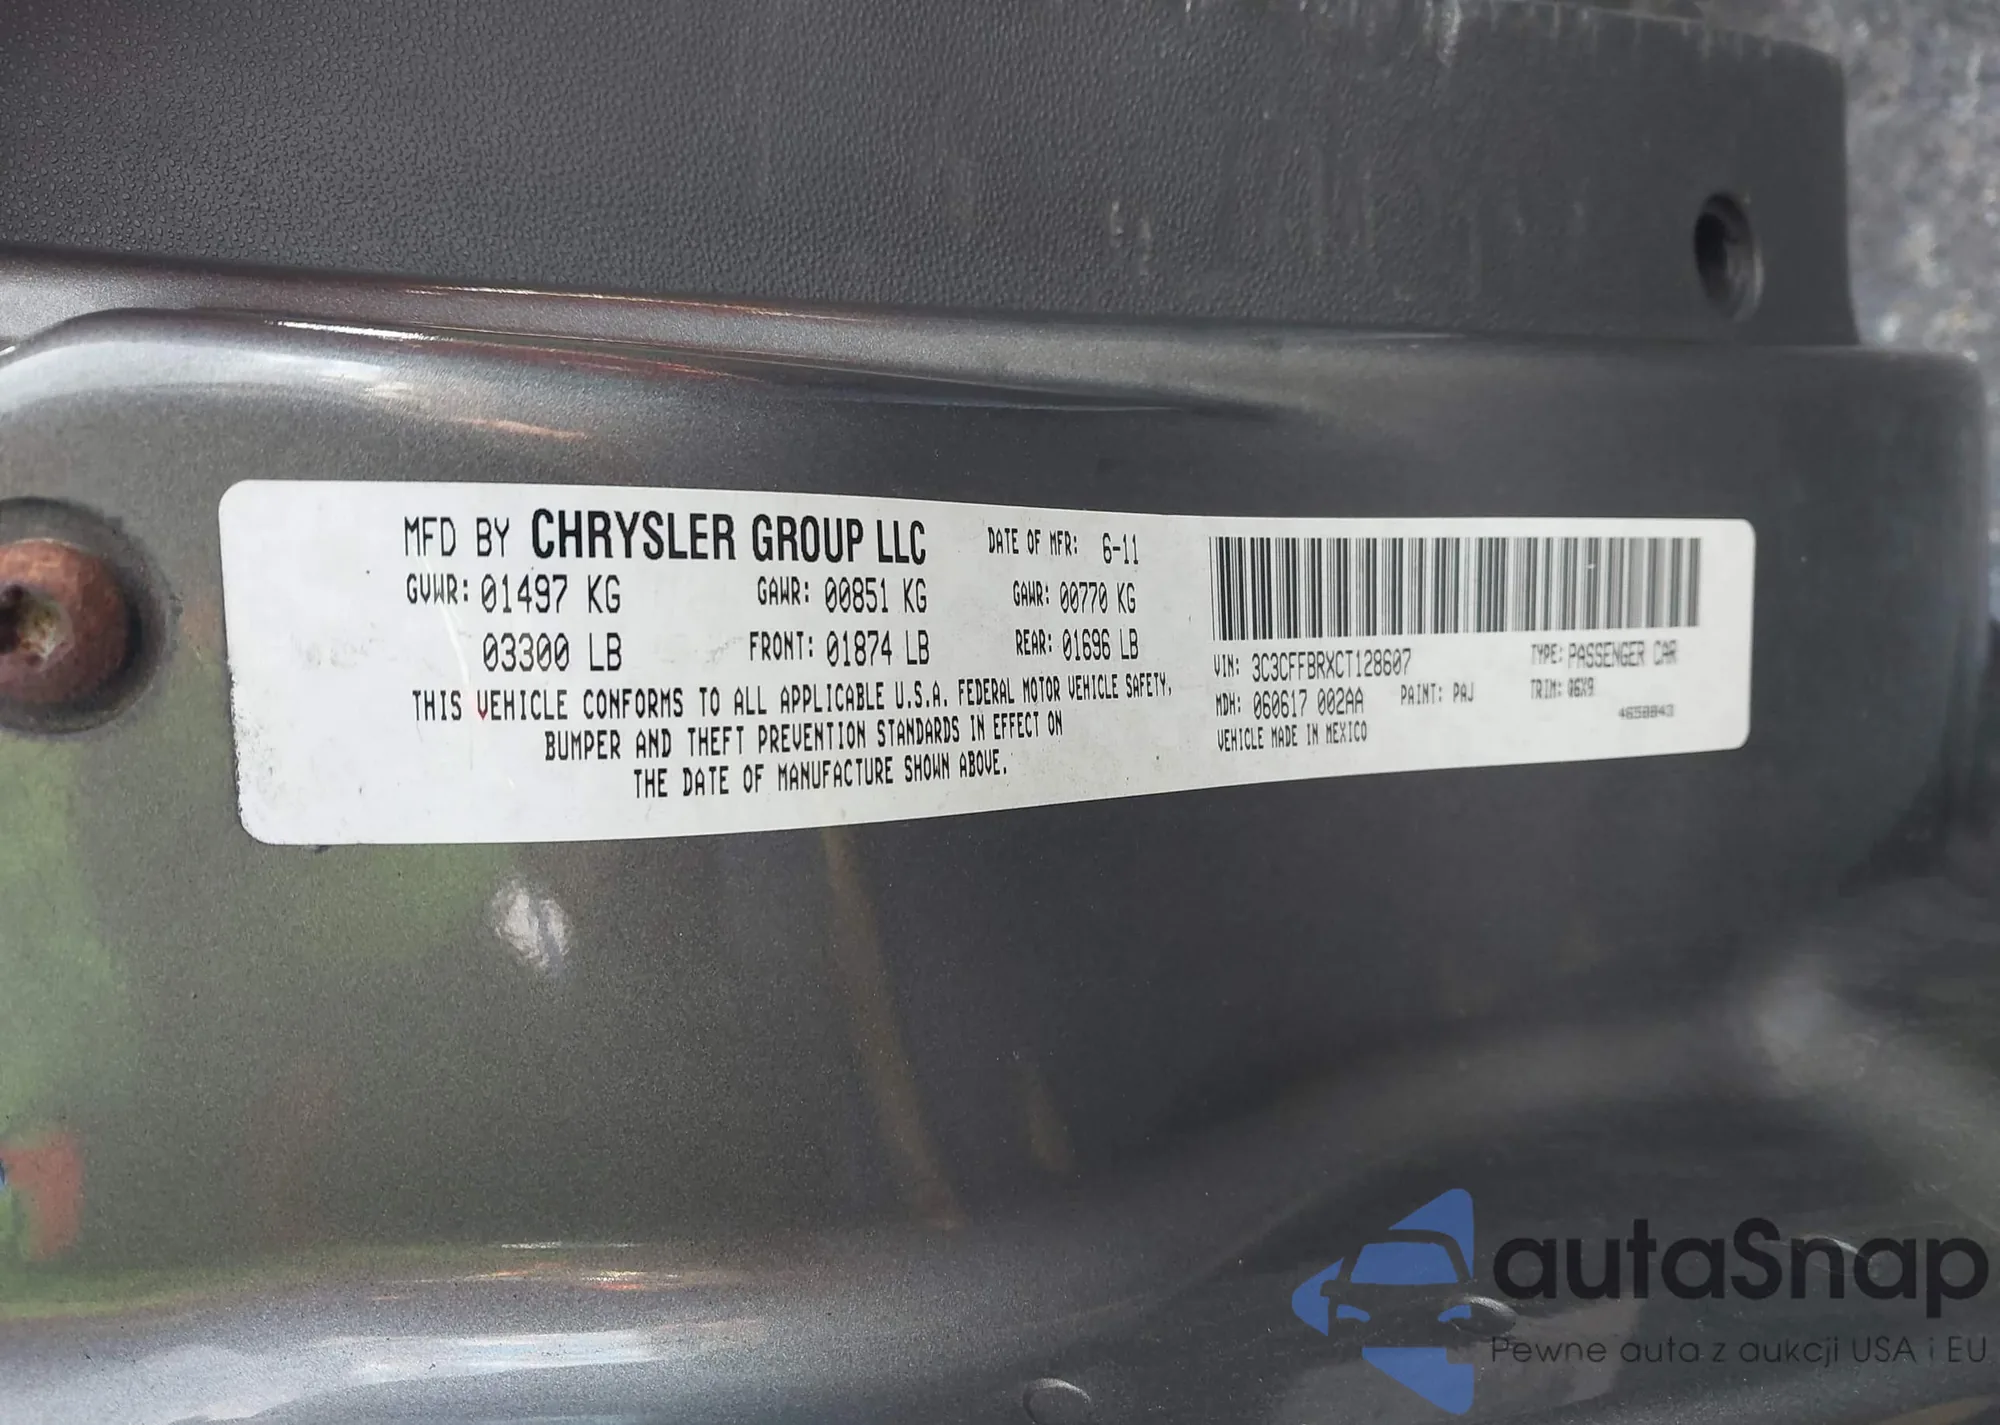 MFD BY CHRYSLER GROUP LLC DATE OF MFR: 6-11
GVWR: 01497 KG GAWR: 00851 KG GAWR: 00770 KG
03300 LB FRONT: 01874 LB REAR: 01696 LB
THIS VEHICLE CONFORMS TO ALL APPLICABLE U.S.A. FEDERAL MOTOR VEHICLE SAFETY,
BUMPER AND THEFT PREVENTION STANDARDS IN EFFECT ON
THE DATE OF MANUFACTURE SHOWN ABOVE.
VIN: 3C3CFFBRXCT128607 TYPE: PASSENGER CAR
MDH: 060617 002AA PAINT: PAJ TRIM: Q6X9
VEHICLE MADE IN MEXICO 4658843
autaSnap
Pewne auta z aukcji USA i EU